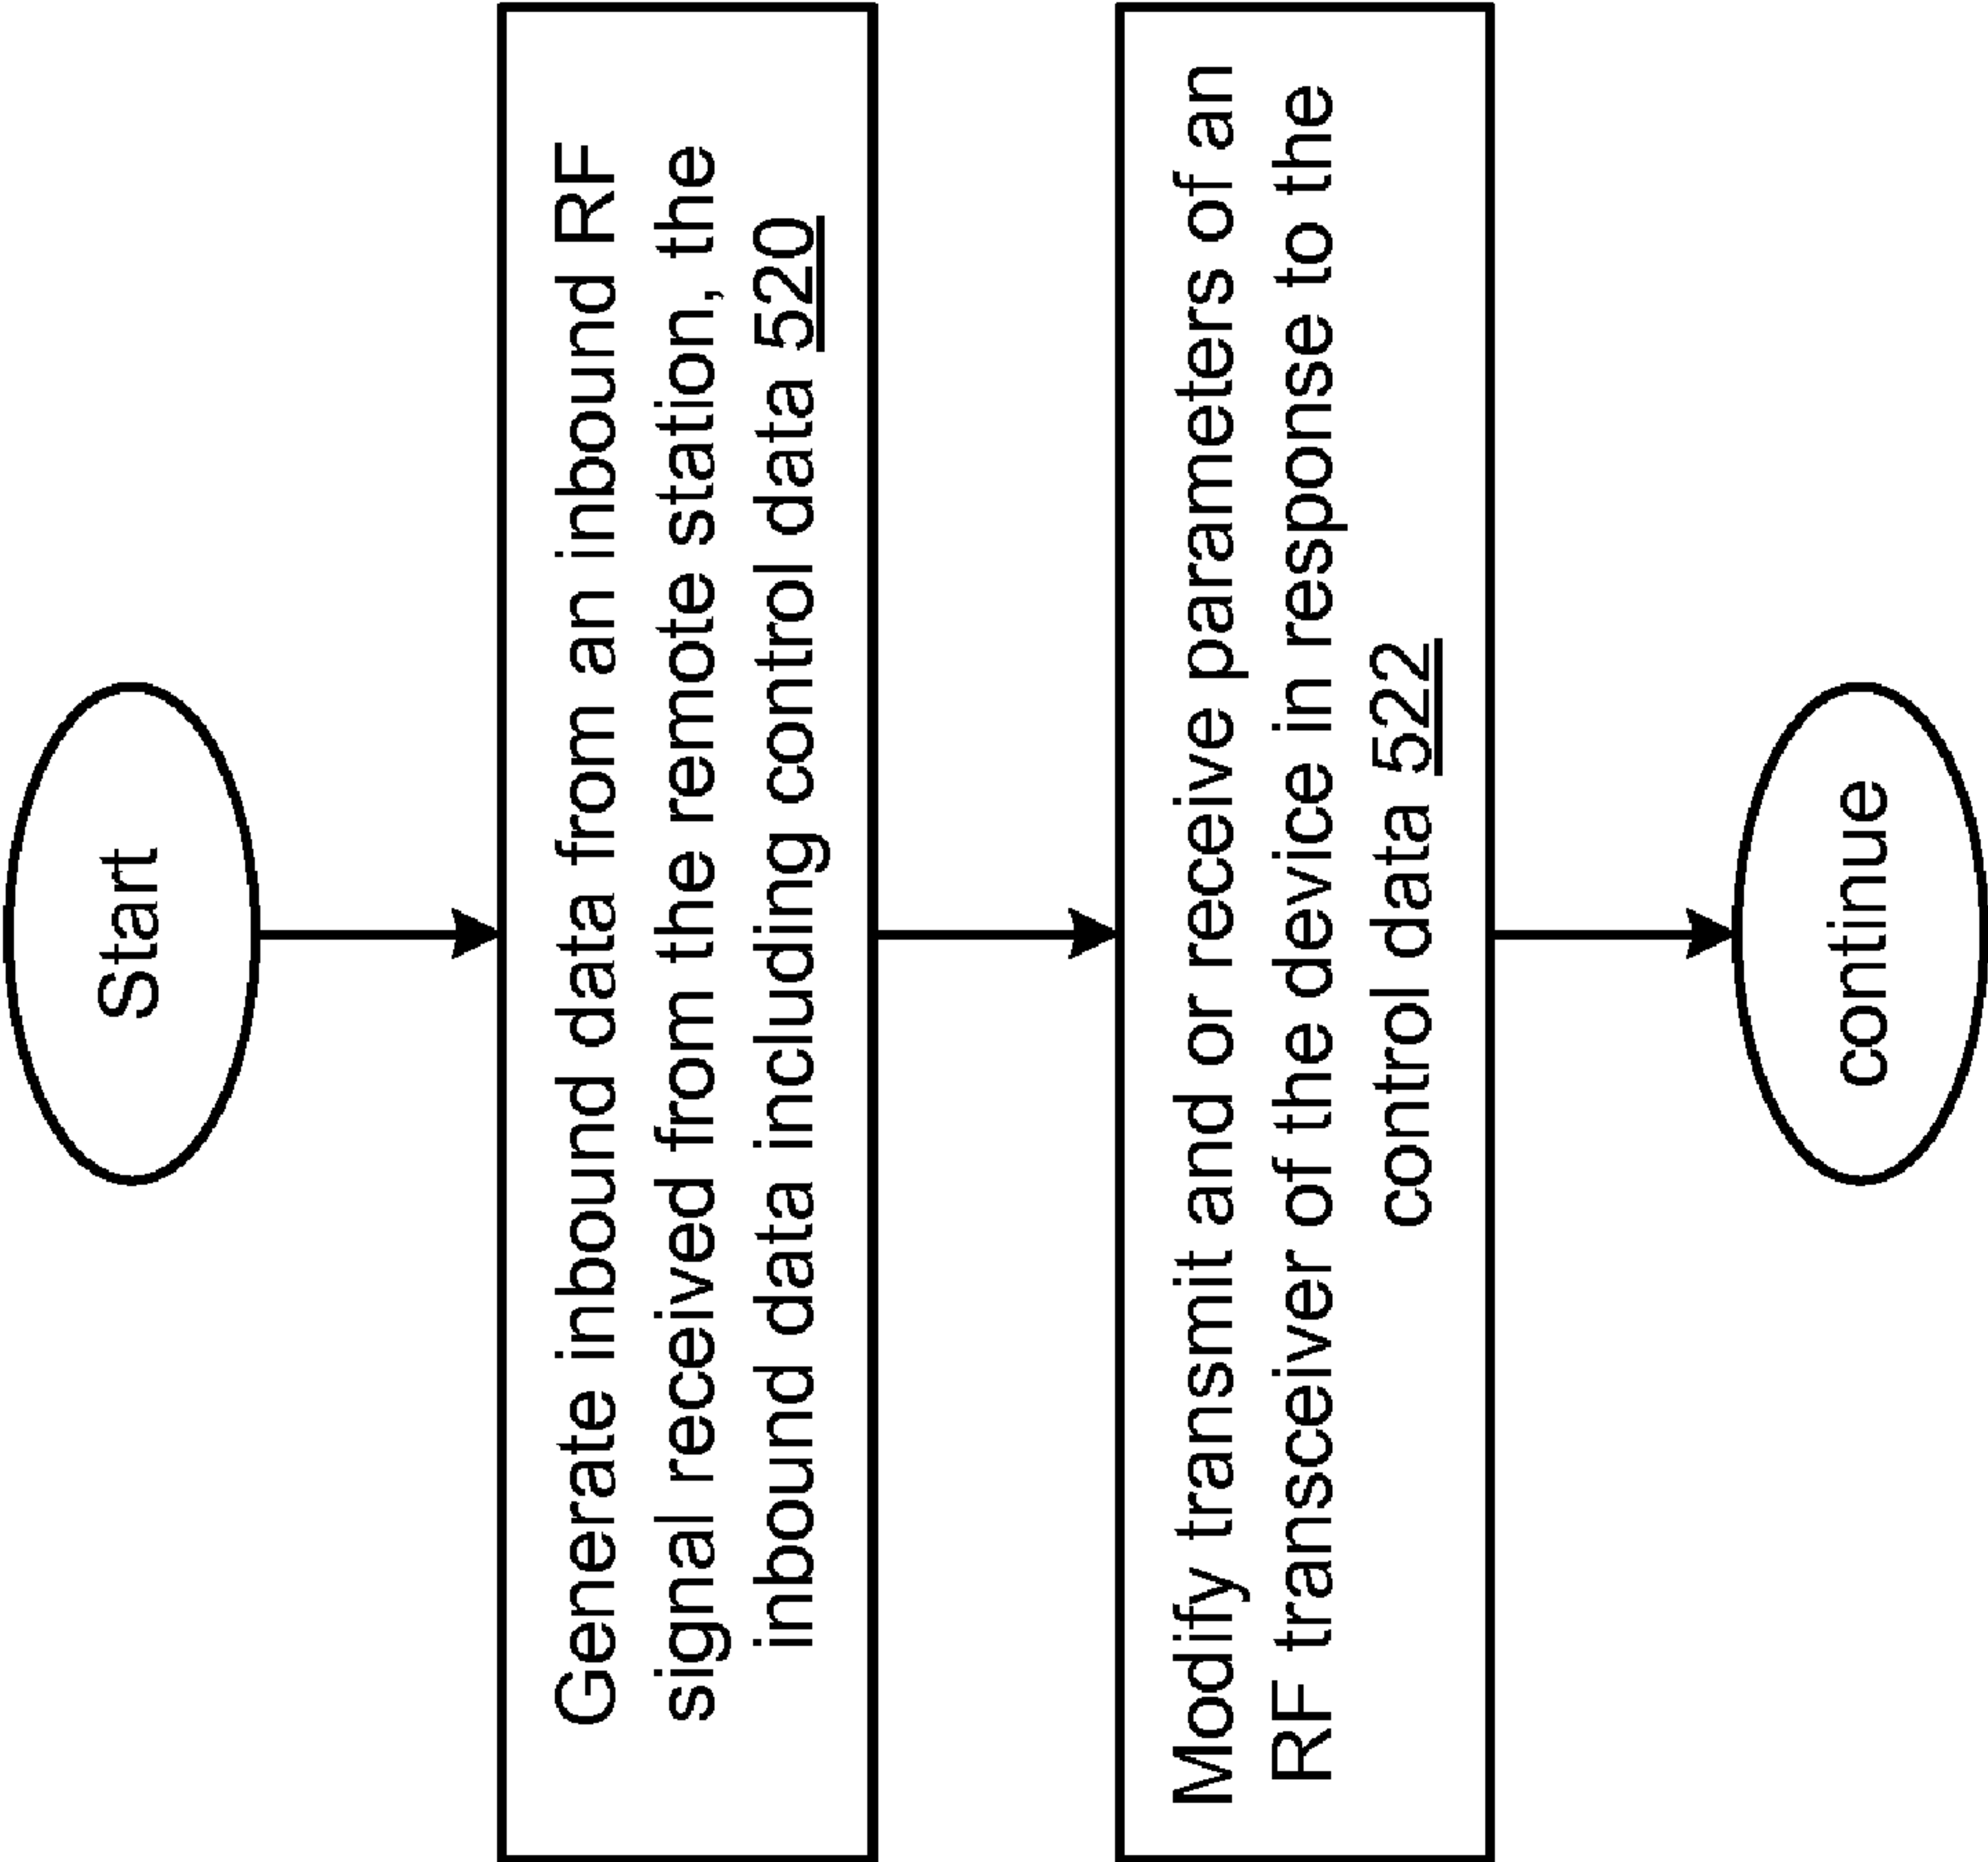 Start
Generate inbound data from an inbound RF
signal received from the remote station, the
inbound data including control data 520
Modify transmit and or receive parameters of an
RF transceiver of the device in response to the
control data 522
continue